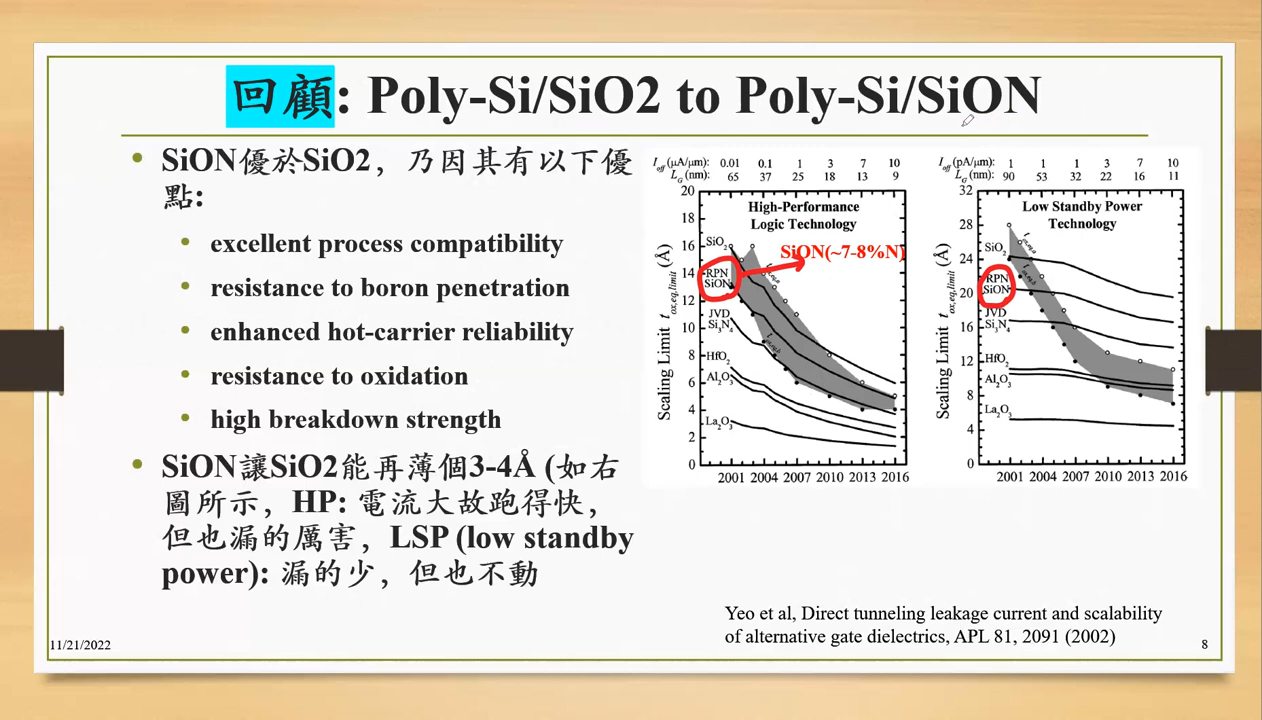 回顧: Poly-Si/SiO2 to Poly-Si/SiON
• SiON優於SiO2，乃因其有以下優
點:
• excellent process compatibility
• resistance to boron penetration
• enhanced hot-carrier reliability
• resistance to oxidation
• high breakdown strength
• SiON讓SiO2能再薄個3-4Å (如右
圖所示，HP: 電流大故跑得快，
但也漏的厲害，LSP (low standby
power): 漏的少，但也不動
Ioff (μA/μm): 0.01 0.1 1 3 7 10
LG (nm): 65 37 25 18 13 9
High-Performance
Logic Technology
Scaling Limit tox,eq,limit (Å)
20
18
16
14
12
10
8
6
4
2
0
SiO2
RPN
SiON
JVD
Si3N4
HfO2
Al2O3
La2O3
SiON(~7-8%N)
2001 2004 2007 2010 2013 2016
Ioff (pA/μm): 1 1 1 3 7 10
LG (nm): 90 53 32 22 16 11
Low Standby Power
Technology
Scaling Limit tox,eq,limit (Å)
32
28
24
20
16
12
8
4
0
SiO2
RPN
SiON
JVD
Si3N4
HfO2
Al2O3
La2O3
2001 2004 2007 2010 2013 2016
Yeo et al, Direct tunneling leakage current and scalability
of alternative gate dielectrics, APL 81, 2091 (2002)
11/21/2022
8